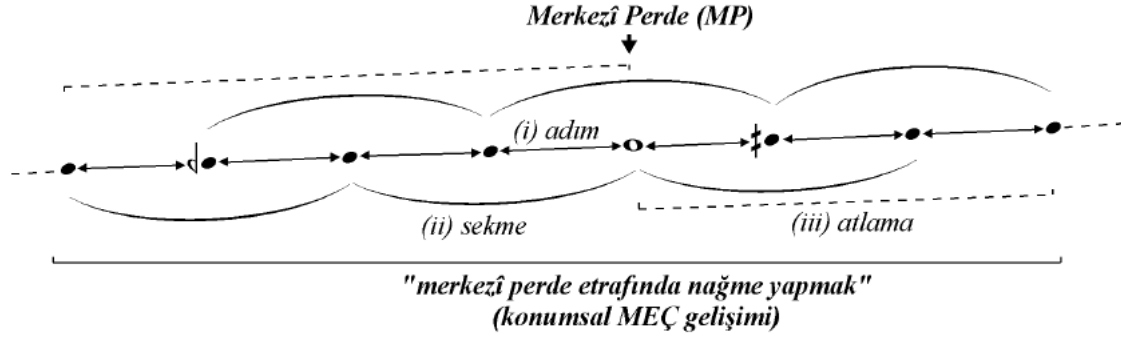 Merkezî Perde (MP)
(i) adım
(ii) sekme
(iii) atlama
"merkezî perde etrafında nağme yapmak"
(konumsal MEÇ gelişimi)